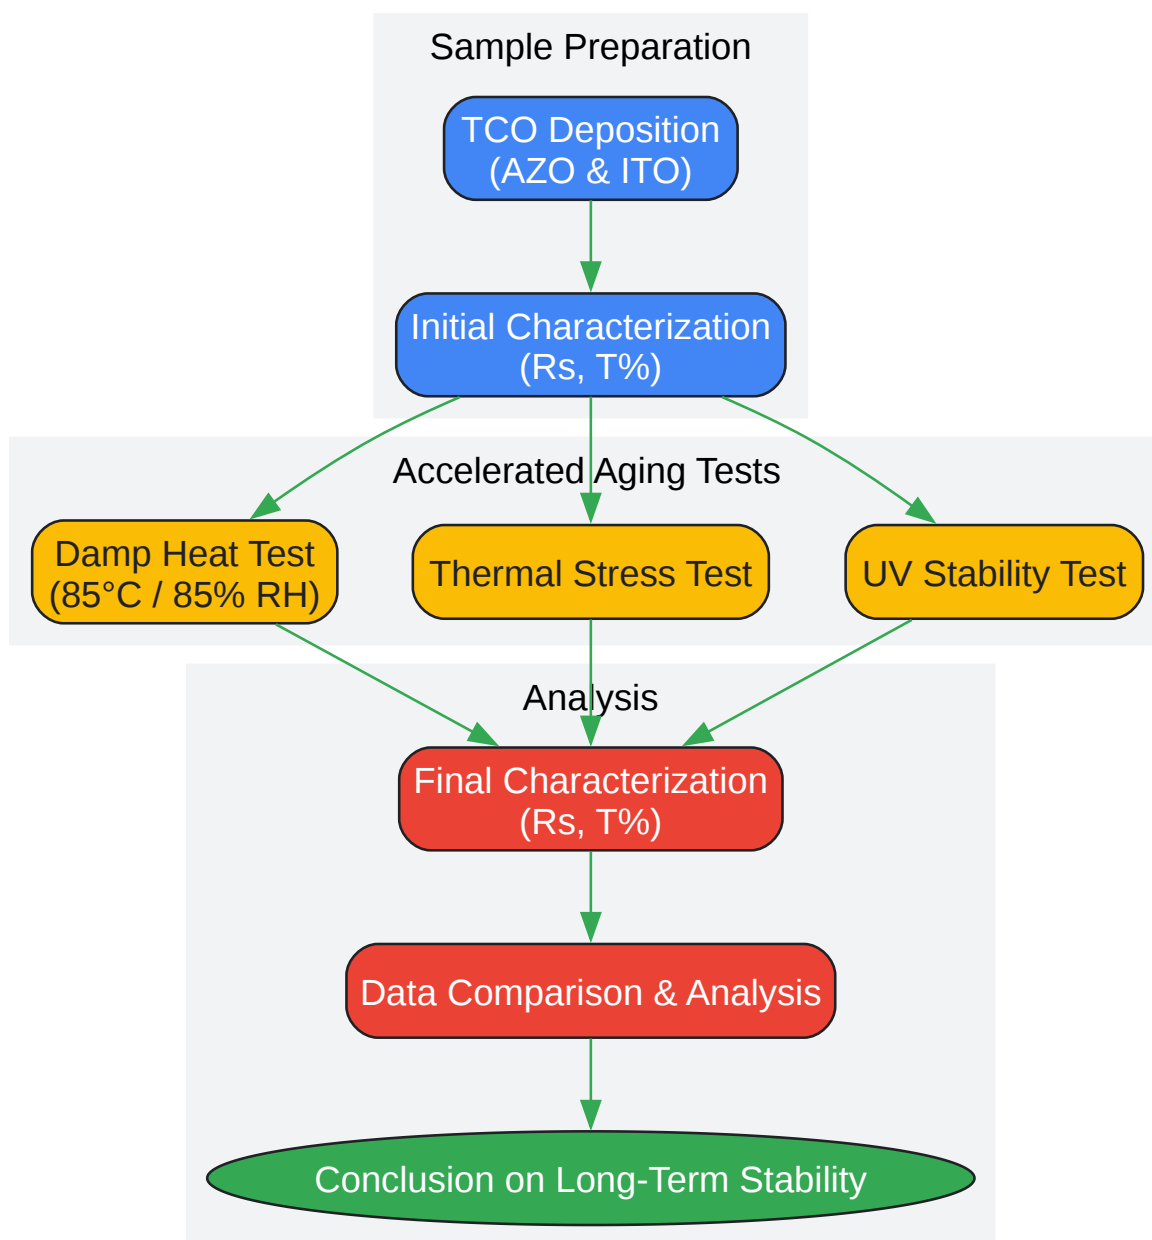 Sample Preparation
TCO Deposition
(AZO & ITO)
Initial Characterization
(Rs, T%)
Accelerated Aging Tests
Damp Heat Test
(85°C / 85% RH)
Thermal Stress Test
UV Stability Test
Analysis
Final Characterization
(Rs, T%)
Data Comparison & Analysis
Conclusion on Long-Term Stability